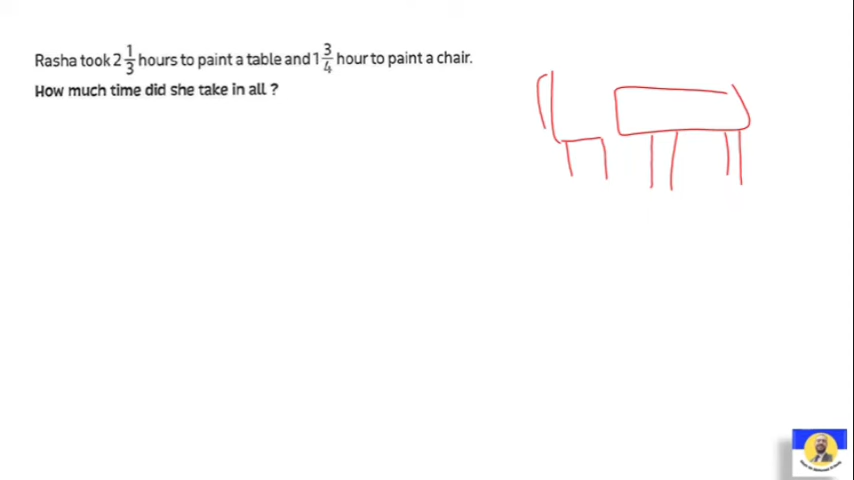 Rasha took 2 1/3 hours to paint a table and 1 3/4 hour to paint a chair.
How much time did she take in all ?